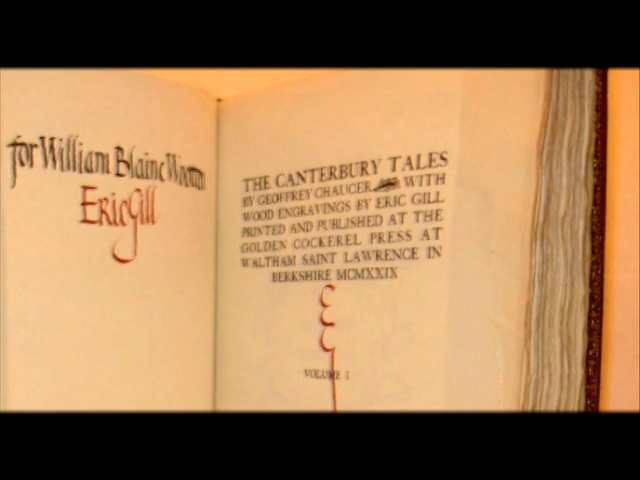 for William Blaine
Eric Gill
THE CANTERBURY TALES
BY GEOFFREY CHAUCER WITH
WOOD ENGRAVINGS BY ERIC GILL
PRINTED AND PUBLISHED AT THE
GOLDEN COCKEREL PRESS AT
WALTHAM SAINT LAWRENCE IN
BERKSHIRE MCMXXIX
VOLUME I